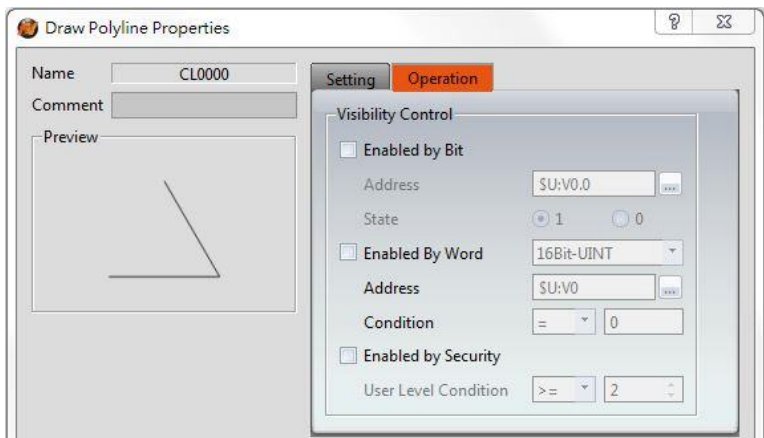 Draw Polyline Properties
Name CL0000
Comment
Preview
Setting Operation
Visibility Control
Enabled by Bit
Address $U:V0.0 ...
State 1 0
Enabled By Word 16Bit-UINT
Address $U:V0 ...
Condition = 0
Enabled by Security
User Level Condition >= 2